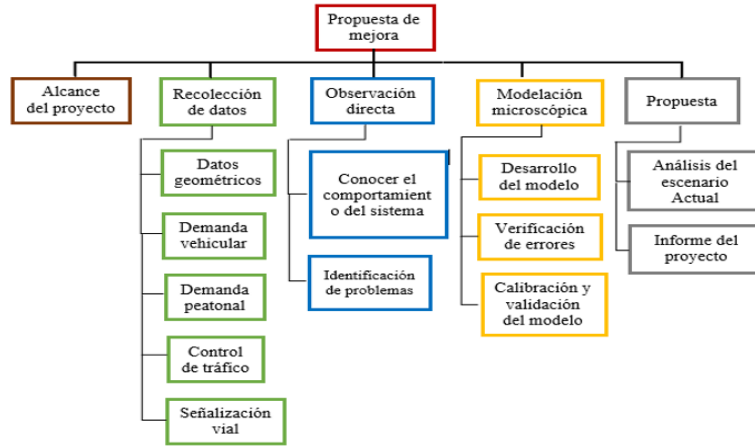 Propuesta de
mejora
Alcance
del proyecto
Recolección
de datos
Observación
directa
Modelación
microscópica
Propuesta
Datos
geométricos
Demanda
vehicular
Demanda
peatonal
Control
de tráfico
Señalización
vial
Conocer el
comportamient
o del sistema
Identificación
de problemas
Desarrollo
del modelo
Verificación
de errores
Calibración y
validación
del modelo
Análisis del
escenario
Actual
Informe del
proyecto